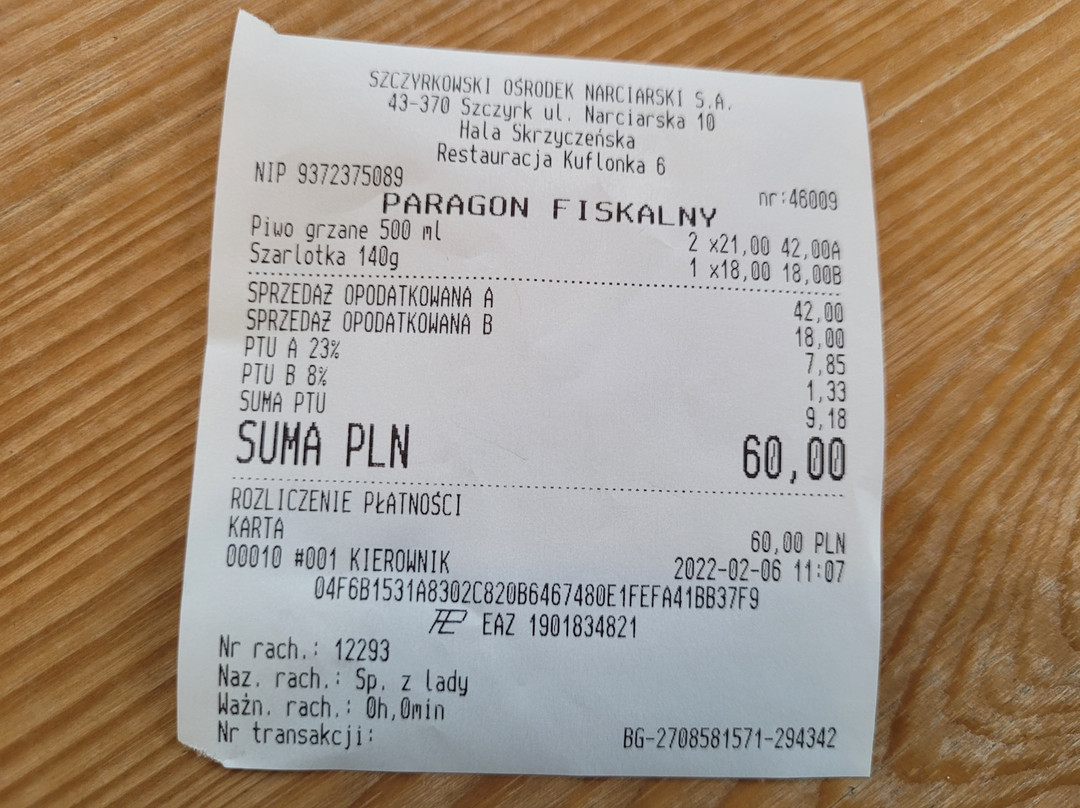 SZCZYRKOWSKI OŚRODEK NARCIARSKI S.A.
43-370 Szczyrk ul. Narciarska 10
Hala Skrzyczeńska
Restauracja Kuflonka 6
NIP 9372375089 nr:46009
PARAGON FISKALNY
Piwo grzane 500 ml 2 x21,00 42,00A
Szarlotka 140g 1 x18,00 18,00B
SPRZEDAŻ OPODATKOWANA A 42,00
SPRZEDAŻ OPODATKOWANA B 18,00
PTU A 23% 7,85
PTU B 8% 1,33
SUMA PTU 9,18
SUMA PLN 60,00
ROZLICZENIE PŁATNOŚCI
KARTA 60,00 PLN
00010 #001 KIEROWNIK 2022-02-06 11:07
04F6B1531A8302C820B6467480E1FEFA41BB37F9
EAZ 1901834821
Nr rach.: 12293
Naz. rach.: Sp. z lady
Ważn. rach.: 0h,0min
Nr transakcji: BG-2708581571-294342